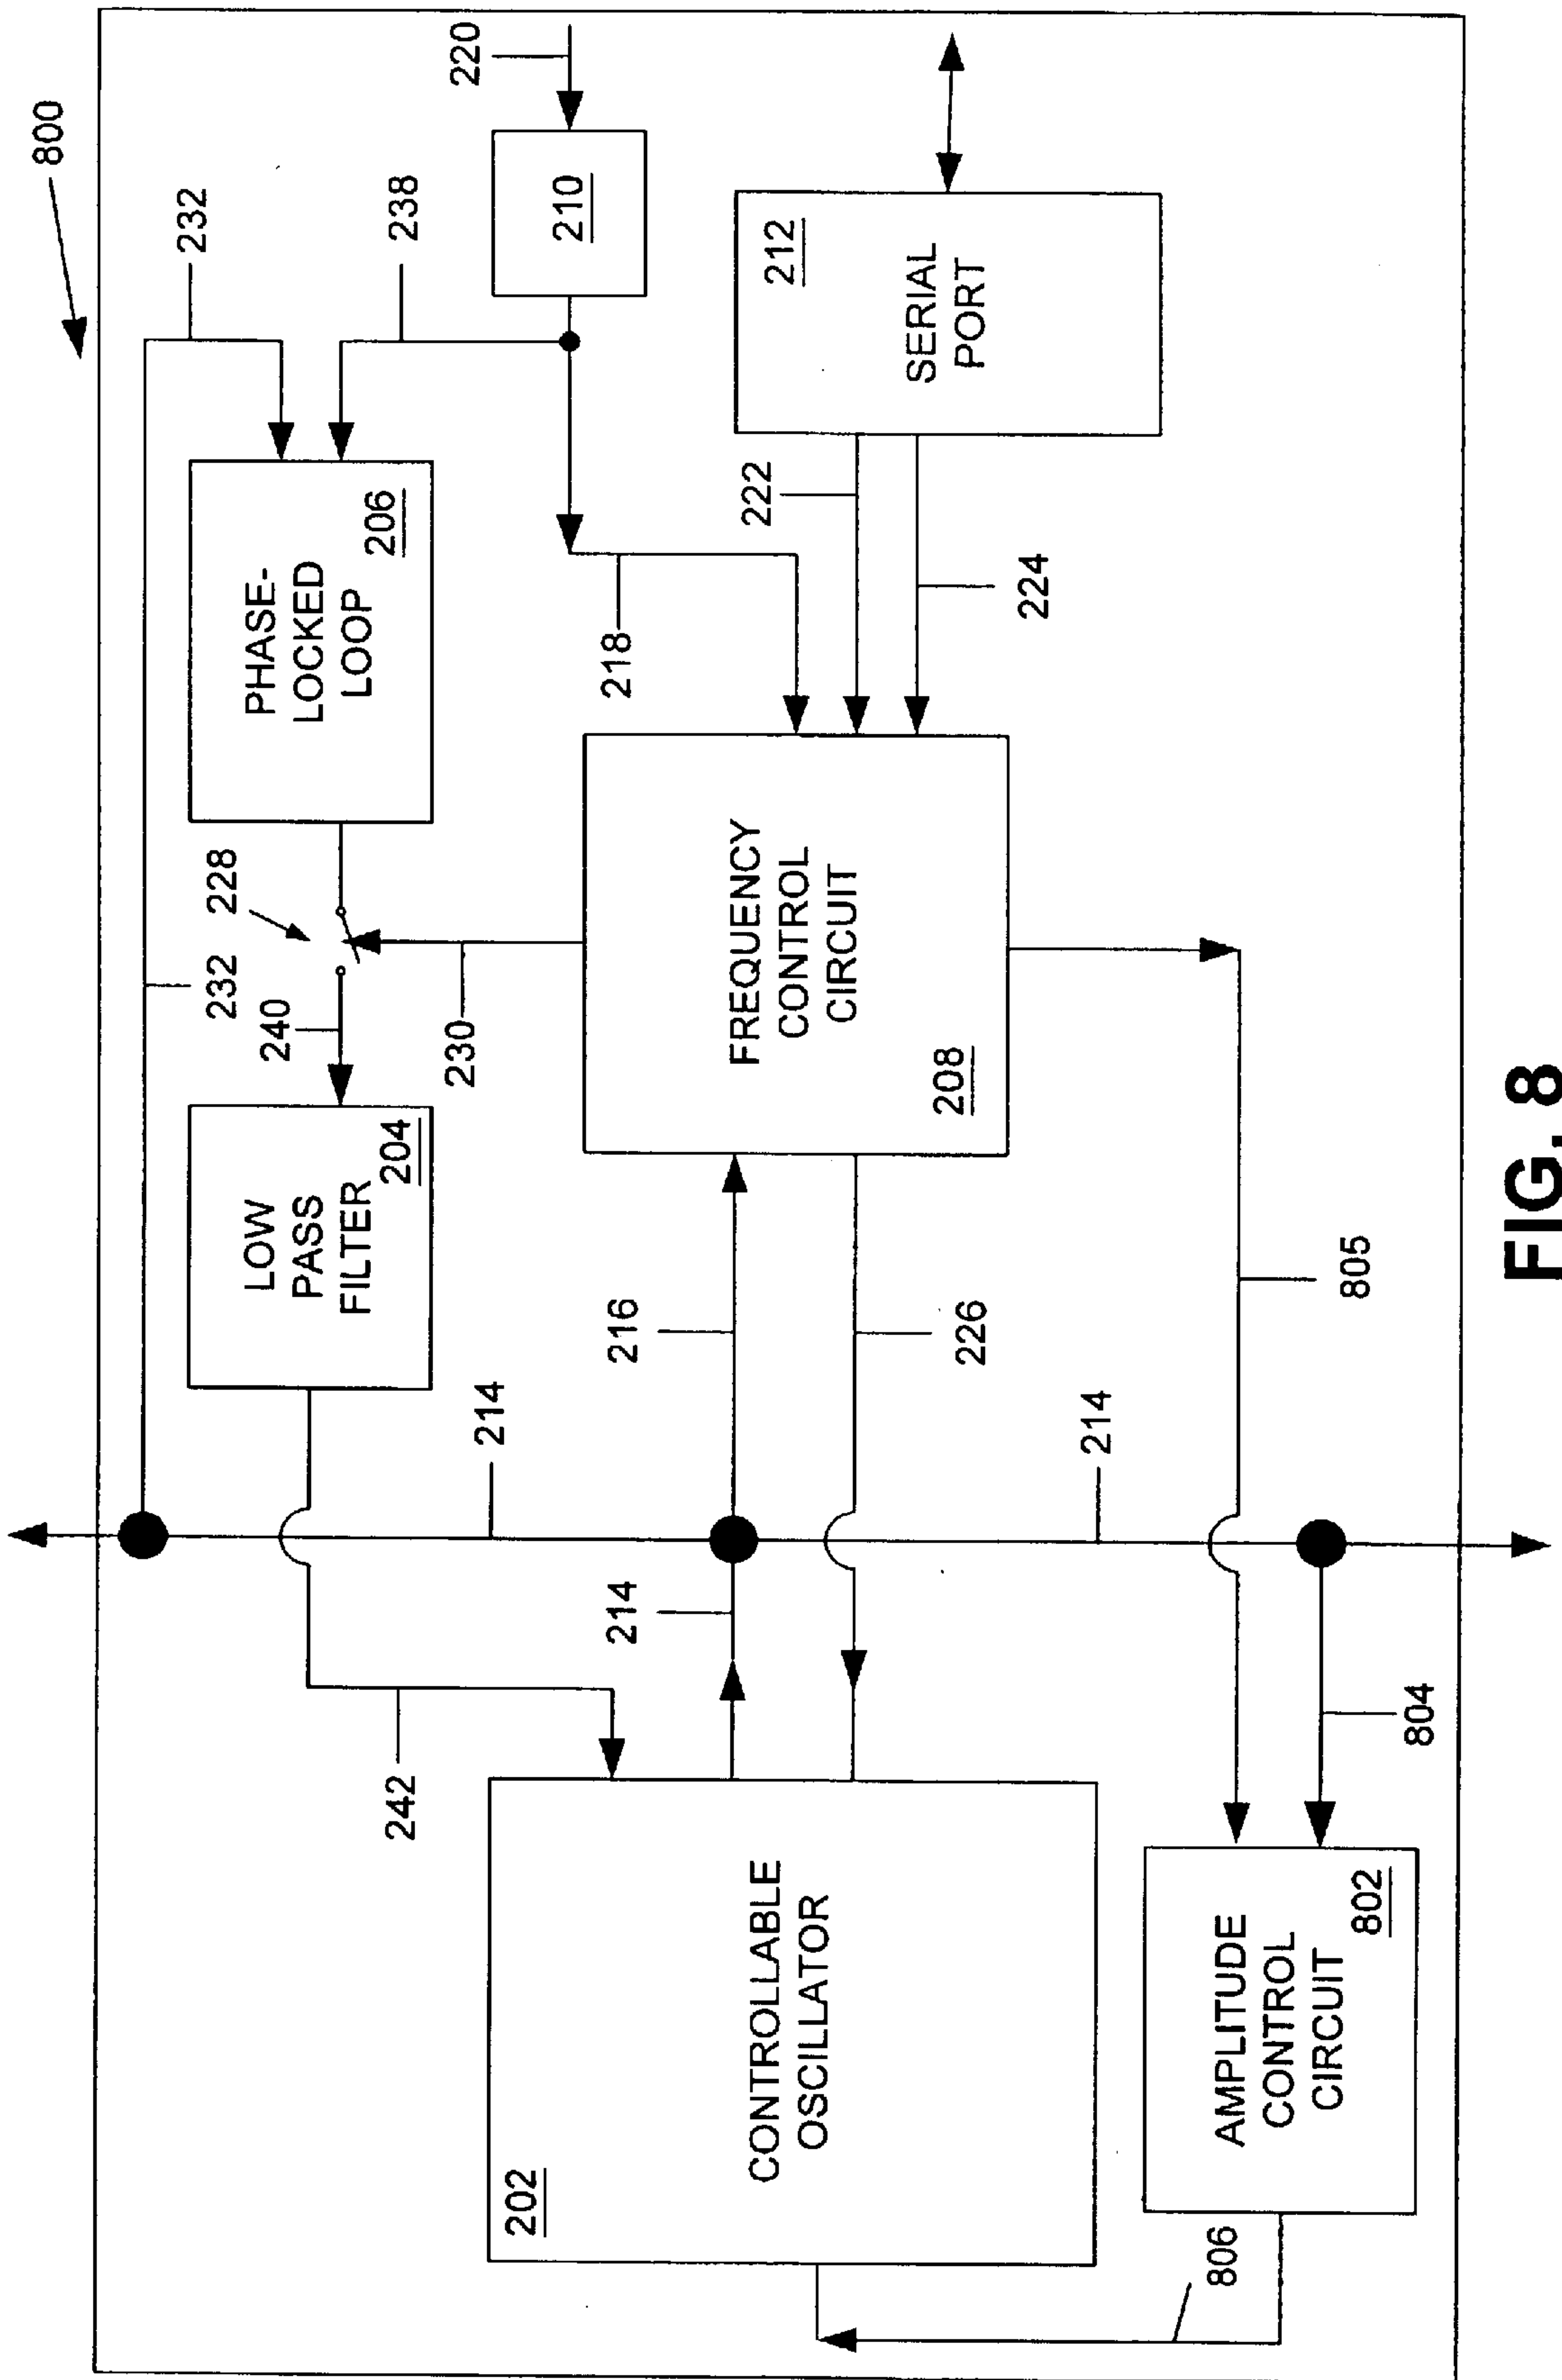 800
232
232
228
LOW
PASS
FILTER
204
240
PHASE-
LOCKED
LOOP
206
238
242
214
230
220
202
CONTROLLABLE
OSCILLATOR
214
216
218
210
FREQUENCY
CONTROL
CIRCUIT
208
222
212
SERIAL
PORT
226
224
214
806
AMPLITUDE
CONTROL
CIRCUIT
802
804
805
FIG. 8